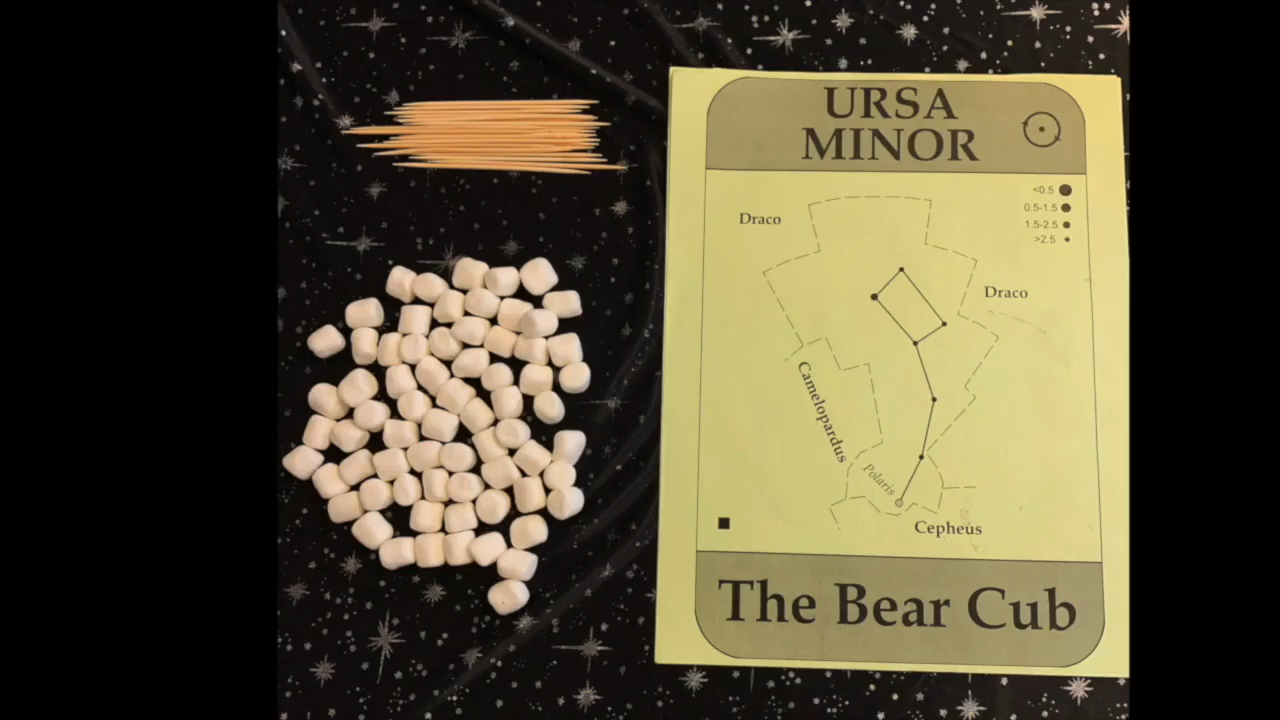 URSA
MINOR
<0.5
0.5-1.5
1.5-2.5
>2.5
Draco
Draco
Camelopardus
Polaris
Cepheus
The Bear Cub